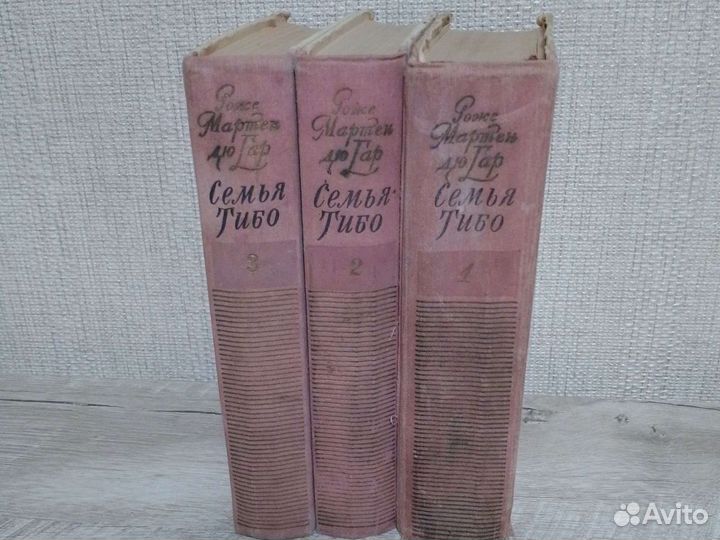 Роже
Мартен
дю Гар
Семья
Тибо
3
Роже
Мартен
дю Гар
Семья
Тибо
2
Роже
Мартен
дю Гар
Семья
Тибо
1
Avito